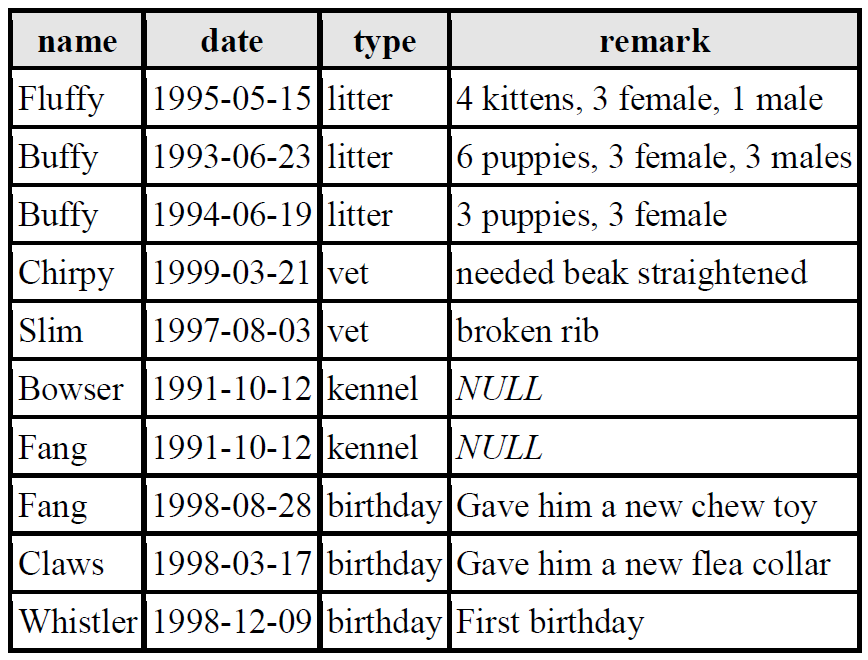 name date type remark
Fluffy 1995-05-15 litter 4 kittens, 3 female, 1 male
Buffy 1993-06-23 litter 6 puppies, 3 female, 3 males
Buffy 1994-06-19 litter 3 puppies, 3 female
Chirpy 1999-03-21 vet needed beak straightened
Slim 1997-08-03 vet broken rib
Bowser 1991-10-12 kennel NULL
Fang 1991-10-12 kennel NULL
Fang 1998-08-28 birthday Gave him a new chew toy
Claws 1998-03-17 birthday Gave him a new flea collar
Whistler 1998-12-09 birthday First birthday